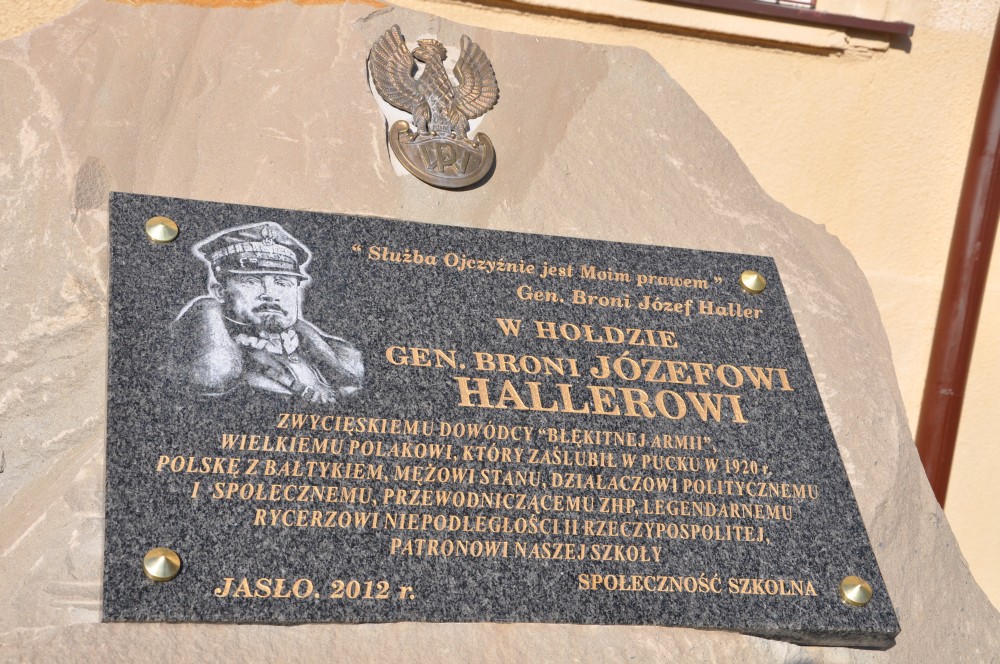 “ Służba Ojczyźnie jest Moim prawem ”
Gen. Broni Józef Haller
W HOŁDZIE
GEN. BRONI JÓZEFOWI
HALLEROWI
ZWYCIĘSKIEMU DOWÓDCY “BŁĘKITNEJ ARMII”,
WIELKIEMU POLAKOWI, KTÓRY ZAŚLUBIŁ W PUCKU W 1920 r.
POLSKĘ Z BAŁTYKIEM, MĘŻOWI STANU, DZIAŁACZOWI POLITYCZNEMU
I SPOŁECZNEMU, PRZEWODNICZĄCEMU ZHP, LEGENDARNEMU
RYCERZOWI NIEPODLEGŁOŚCI II RZECZYPOSPOLITEJ,
PATRONOWI NASZEJ SZKOŁY
JASŁO. 2012 r.
SPOŁECZNOŚĆ SZKOLNA